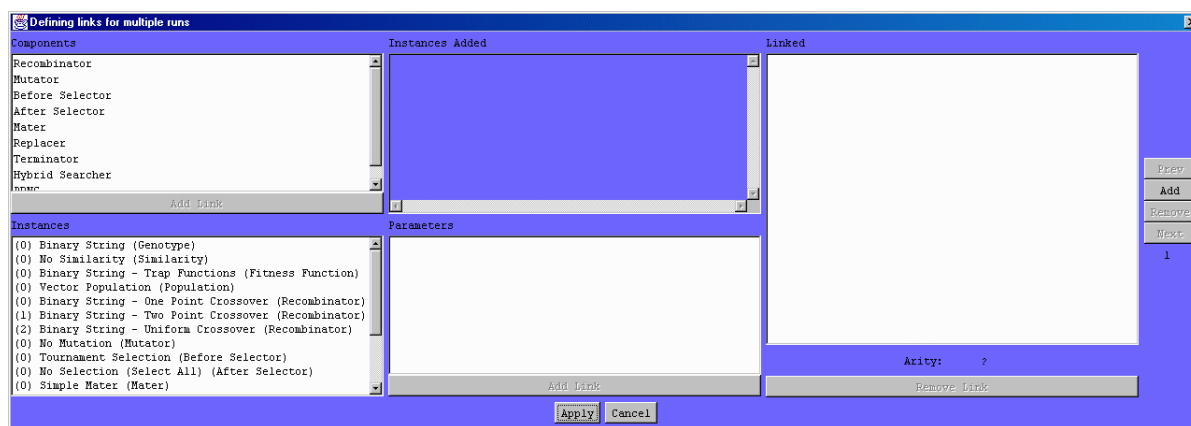 Defining links for multiple runs
Components
Recombinator
Mutator
Before Selector
After Selector
Mater
Replacer
Terminator
Hybrid Searcher
Add Link
Instances Added
Linked
Instances
(0) Binary String (Genotype)
(0) No Similarity (Similarity)
(0) Binary String - Trap Functions (Fitness Function)
(0) Vector Population (Population)
(0) Binary String - One Point Crossover (Recombinator)
(1) Binary String - Two Point Crossover (Recombinator)
(2) Binary String - Uniform Crossover (Recombinator)
(0) No Mutation (Mutator)
(0) Tournament Selection (Before Selector)
(0) No Selection (Select All) (After Selector)
(0) Simple Mater (Mater)
Parameters
Add Link
Arity: ?
Remove Link
Prev
Add
Remove
Next
1
Apply Cancel